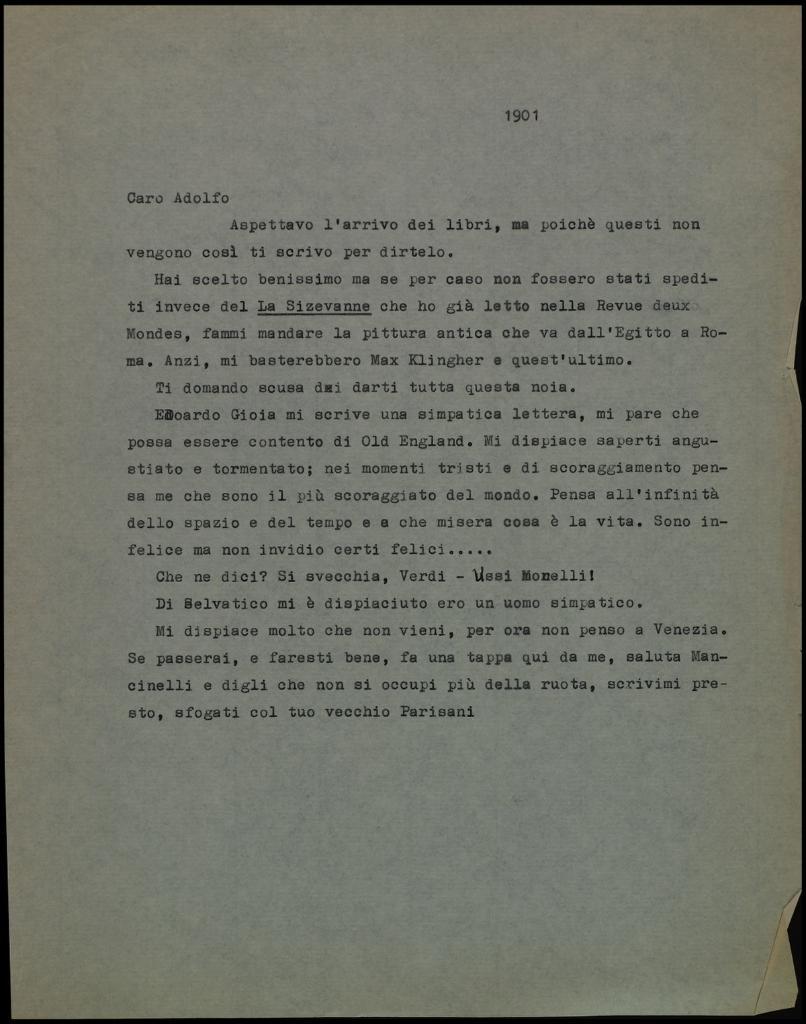 1901
Caro Adolfo
Aspettavo l'arrivo dei libri, ma poichè questi non
vengono così ti scrivo per dirtelo.
Hai scelto benissimo ma se per caso non fossero stati spedi-
ti invece del La Sizevanne che ho già letto nella Revue deux
Mondes, fammi mandare la pittura antica che va dall'Egitto a Ro-
ma. Anzi, mi basterebbero Max Klingher e quest'ultimo.
Ti domando scusa di darti tutta questa noia.
Edoardo Gioia mi scrive una simpatica lettera, mi pare che
possa essere contento di Old England. Mi dispiace saperti angu-
stiato e tormentato; nei momenti tristi e di scoraggiamento pen-
sa me che sono il più scoraggiato del mondo. Pensa all'infinità
dello spazio e del tempo e a che misera cosa è la vita. Sono in-
felice ma non invidio certi felici.....
Che ne dici? Si svecchia, Verdi - Ussi Morelli!
Di Selvatico mi è dispiaciuto ero un uomo simpatico.
Mi dispiace molto che non vieni, per ora non penso a Venezia.
Se passerai, e faresti bene, fa una tappa qui da me, saluta Man-
cinelli e digli che non si occupi più della ruota, scrivimi pre-
sto, sfogati col tuo vecchio Parisani